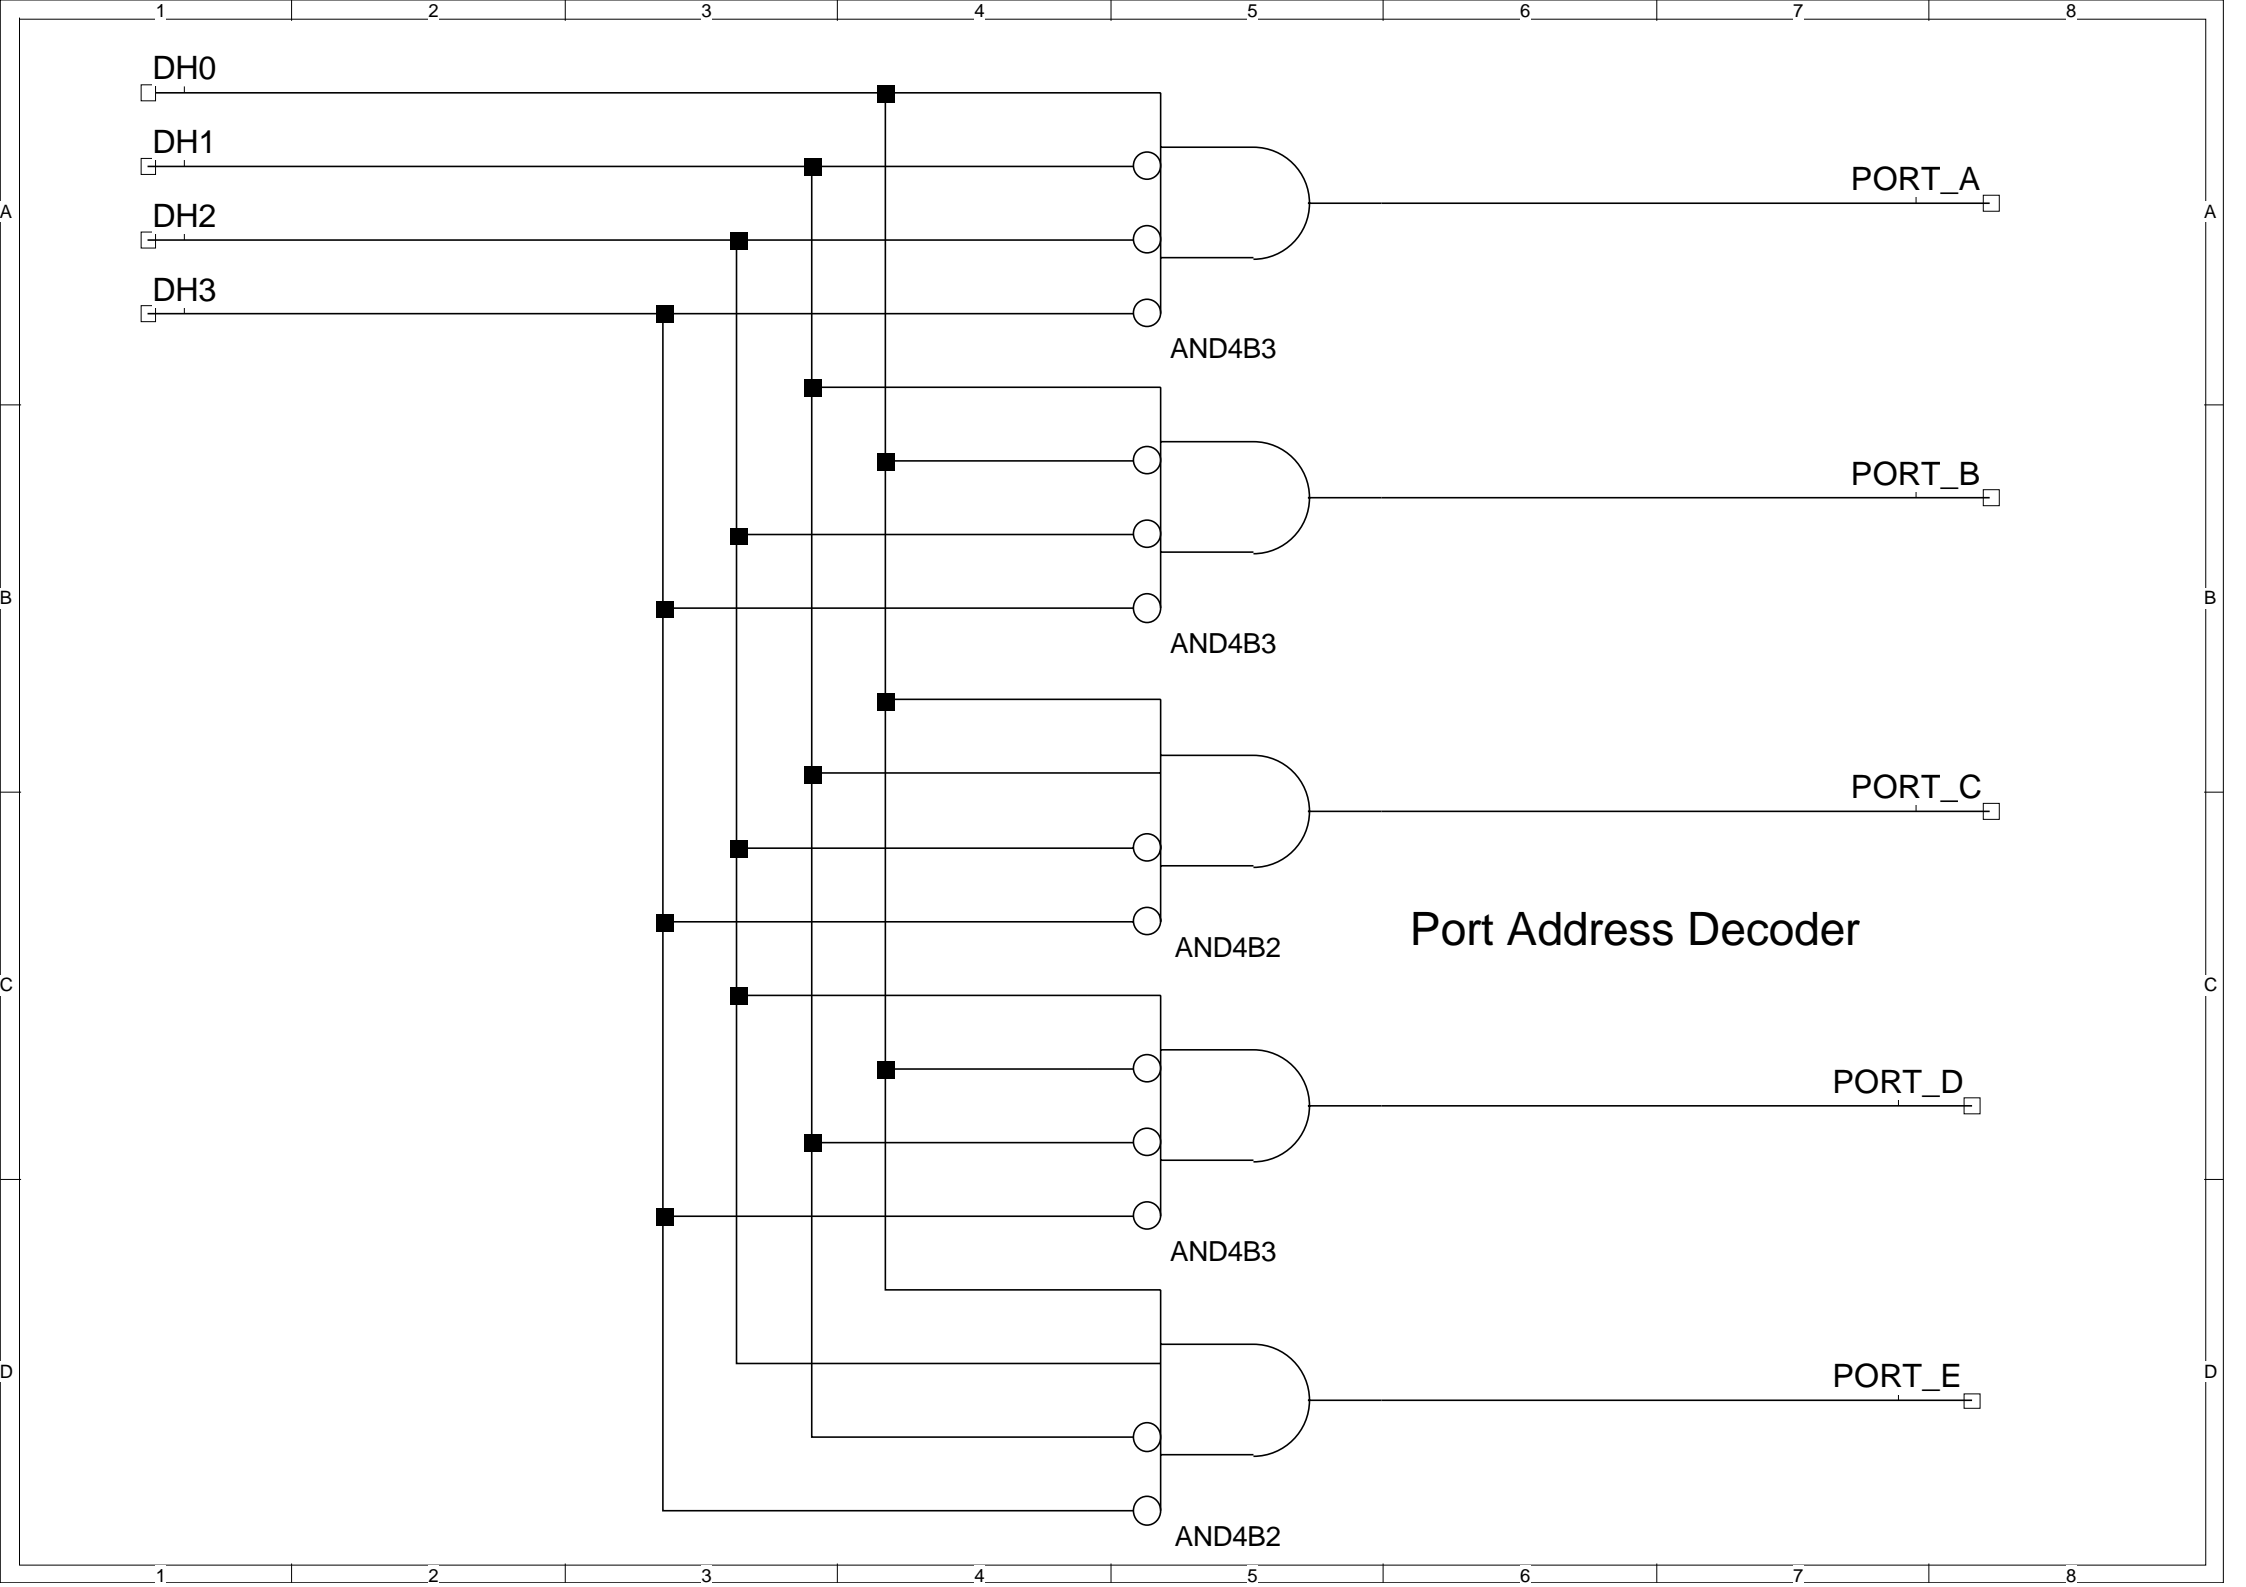 1 2 3 4 5 6 7 8
DH0
DH1
PORT_A
DH2
A A
DH3
AND4B3
PORT_B
B B
AND4B3
PORT_C
Port Address Decoder
AND4B2
C C
PORT_D
AND4B3
D D
PORT_E
AND4B2
1 2 3 4 5 6 7 8